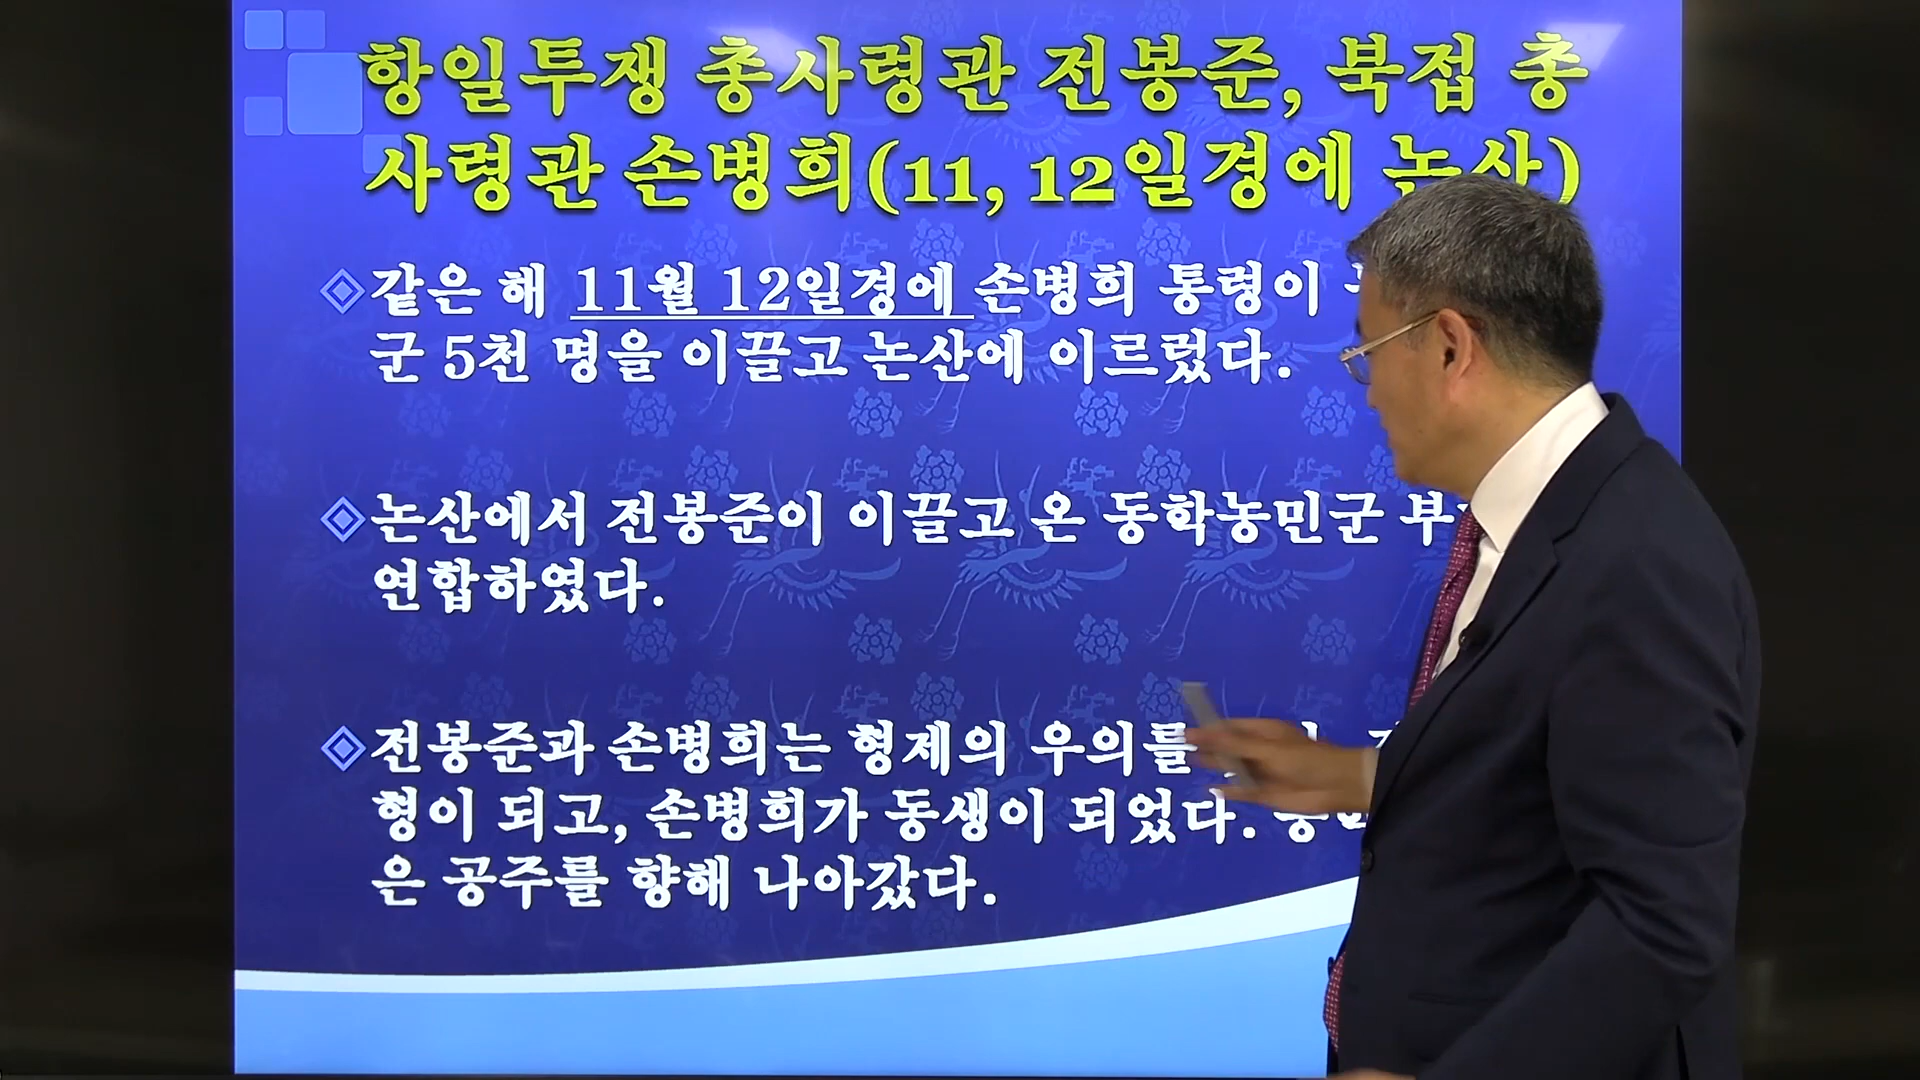 항일투쟁 총사령관 전봉준, 북접 총
사령관 손병희(11, 12일경에 논산)
같은 해 11월 12일경에 손병희 통령이
군 5천 명을 이끌고 논산에 이르렀다.
논산에서 전봉준이 이끌고 온 동학농민군
연합하였다.
전봉준과 손병희는 형제의 우의를
형이 되고, 손병희가 동생이 되었다.
은 공주를 향해 나아갔다.